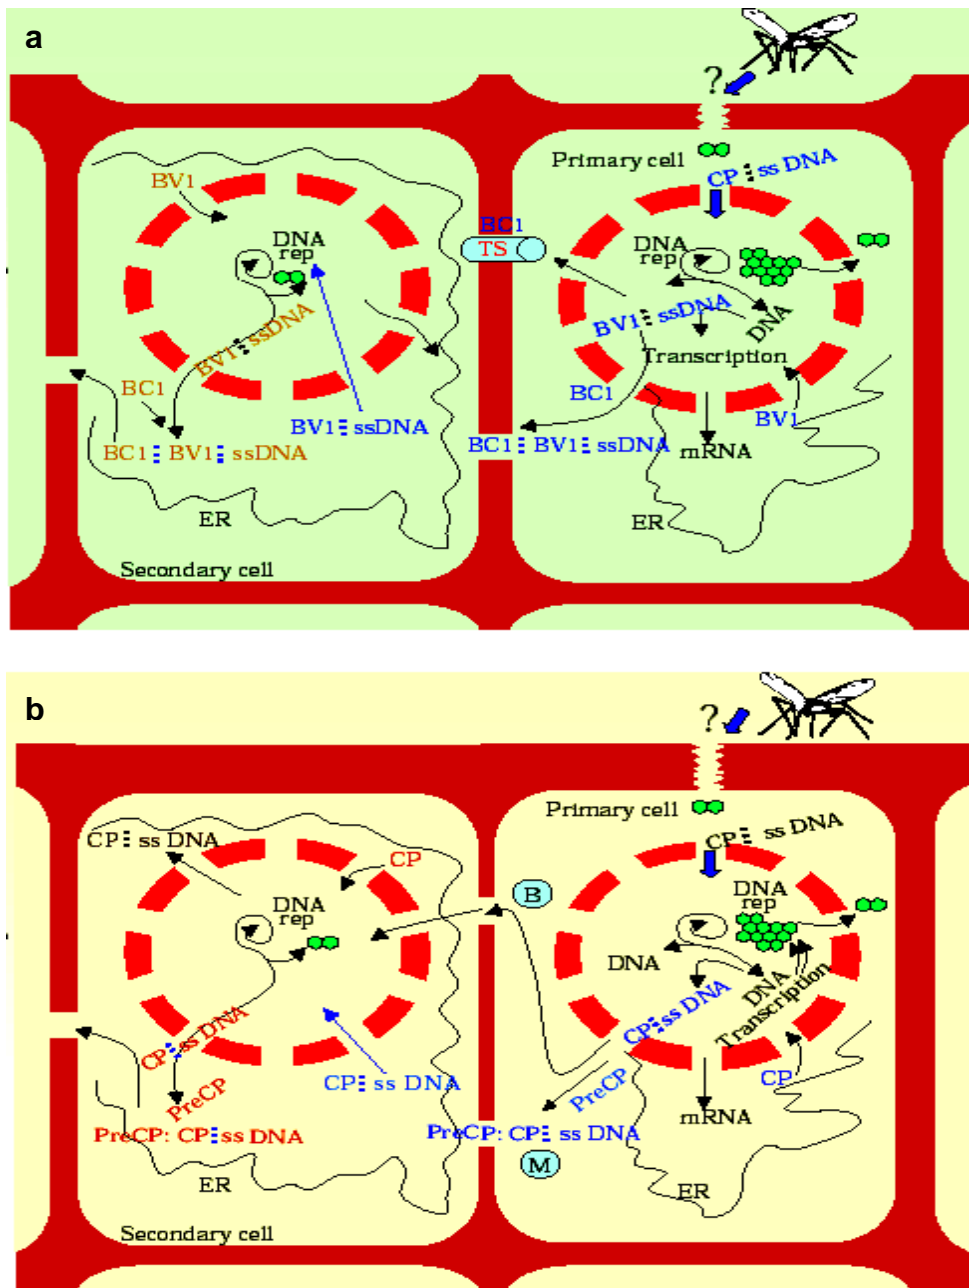 a
?
Primary cell
CP ssDNA
BV1
BC1
TS
DNA
rep
DNA
rep
BV1 ssDNA
DNA
BV1 ssDNA
Transcription
BC1
BC1
BV1 ssDNA
BV1
BC1 BV1 ssDNA
BC1 BV1 ssDNA
mRNA
ER
ER
Secondary cell
b
?
Primary cell
CP ss DNA
CP ss DNA
CP
B
DNA
rep
DNA
rep
DNA
DNA
Transcription
CP ss DNA
CP ss DNA
CP ss DNA
PreCP
CP
PreCP
PreCP: CP ss DNA
PreCP: CP ss DNA
mRNA
M
ER
ER
Secondary cell